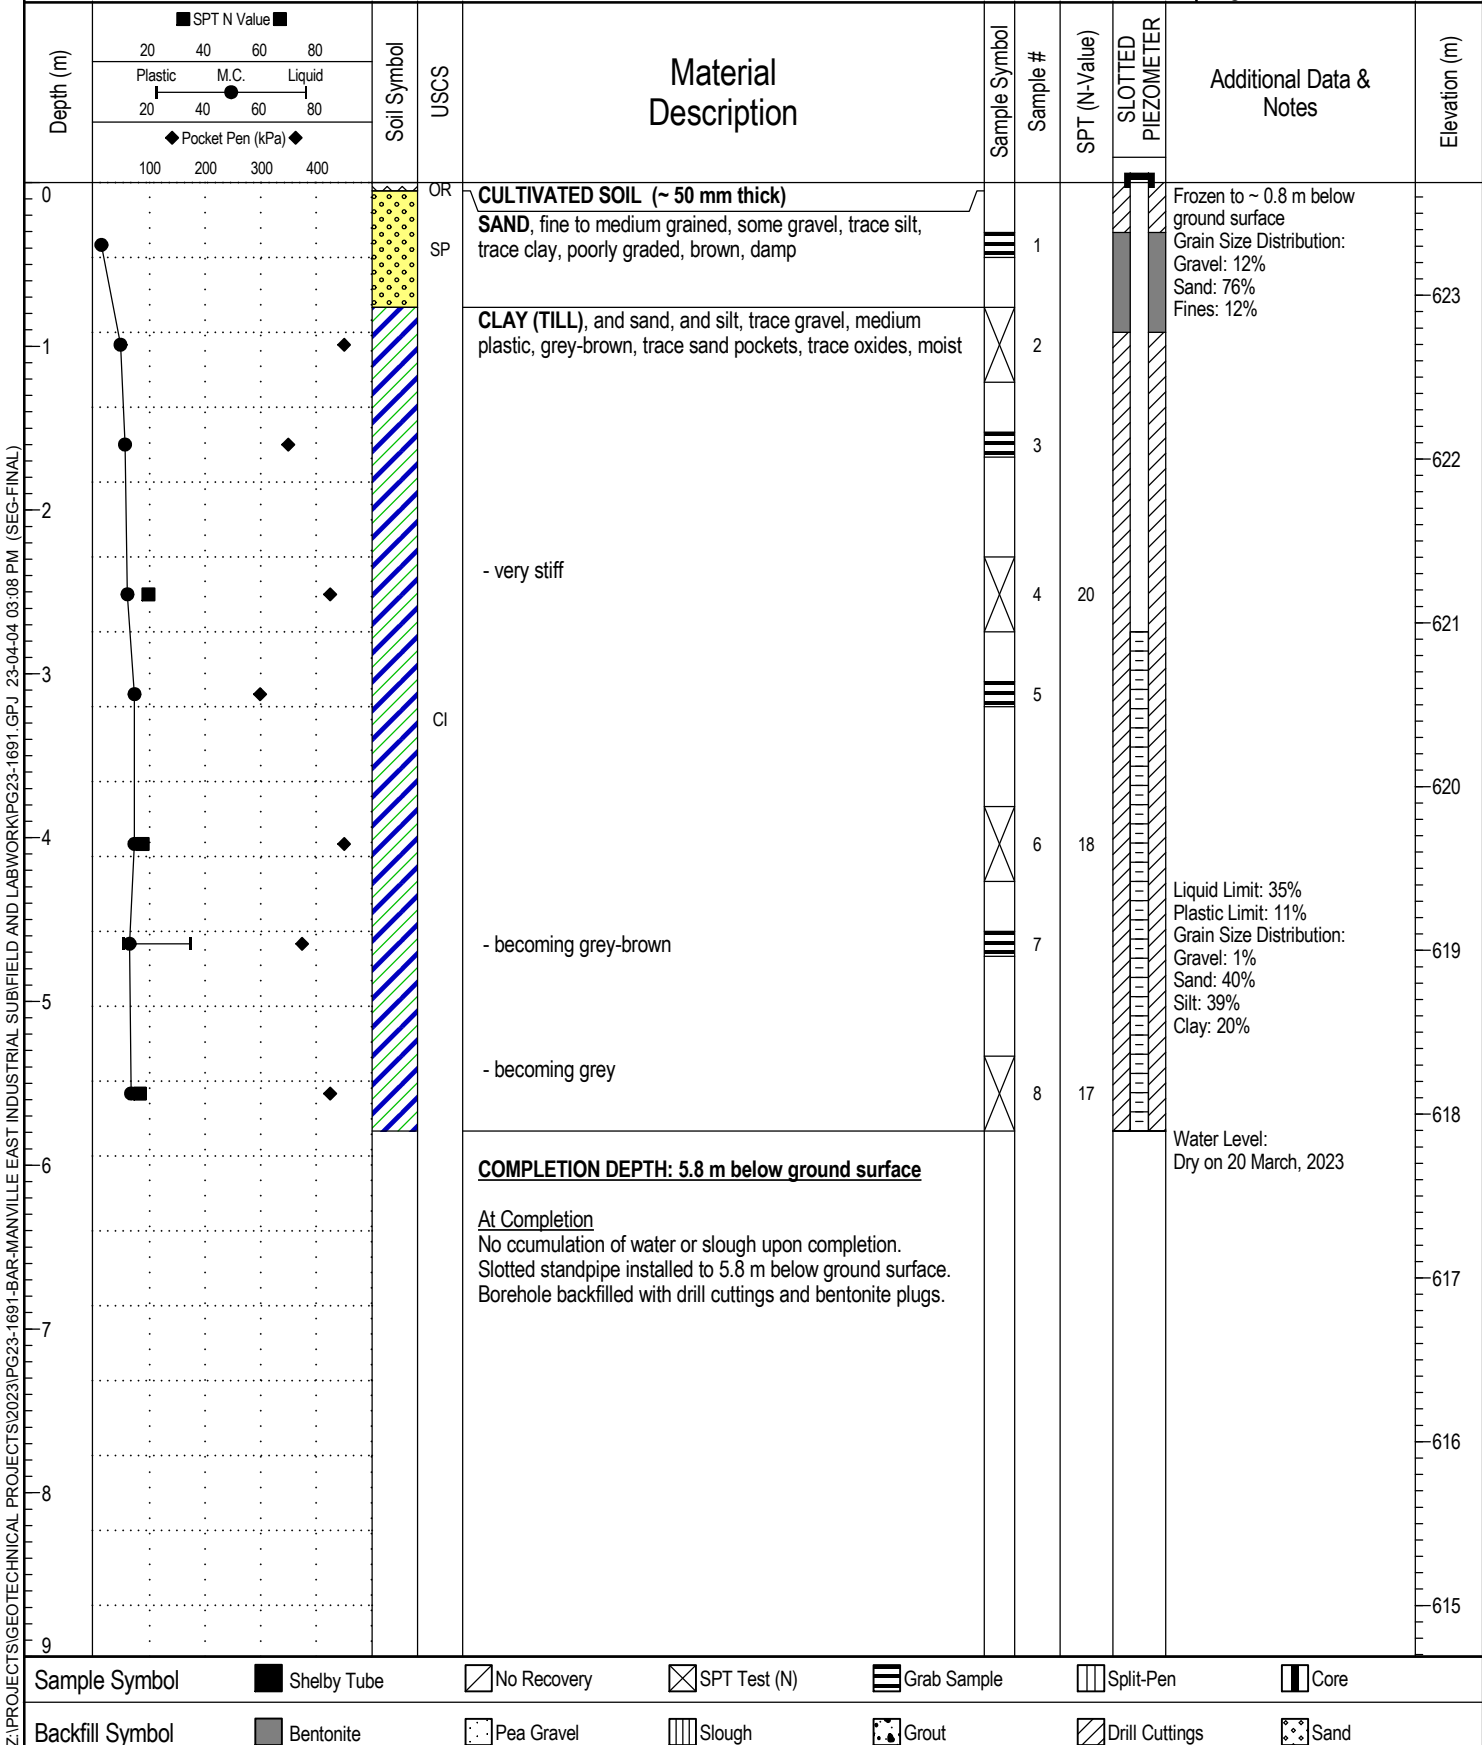 SPT N Value
20 40 60 80
Plastic M.C. Liquid
20 40 60 80
Pocket Pen (kPa)
100 200 300 400
Depth (m)
Soil Symbol
USCS
Material
Description
Sample Symbol
Sample #
SPT (N-Value)
SLOTTED
PIEZOMETER
Additional Data &
Notes
Elevation (m)
0
1
2
3
4
5
6
7
8
9
OR
SP
CI
CULTIVATED SOIL (~ 50 mm thick)
SAND, fine to medium grained, some gravel, trace silt,
trace clay, poorly graded, brown, damp
CLAY (TILL), and sand, and silt, trace gravel, medium
plastic, grey-brown, trace sand pockets, trace oxides, moist
- very stiff
- becoming grey-brown
- becoming grey
COMPLETION DEPTH: 5.8 m below ground surface
At Completion
No ccumulation of water or slough upon completion.
Slotted standpipe installed to 5.8 m below ground surface.
Borehole backfilled with drill cuttings and bentonite plugs.
1
2
3
4 20
5
6 18
7
8 17
Frozen to ~ 0.8 m below
ground surface
Grain Size Distribution:
Gravel: 12%
Sand: 76%
Fines: 12%
Liquid Limit: 35%
Plastic Limit: 11%
Grain Size Distribution:
Gravel: 1%
Sand: 40%
Silt: 39%
Clay: 20%
Water Level:
Dry on 20 March, 2023
623
622
621
620
619
618
617
616
615
Sample Symbol Shelby Tube No Recovery SPT Test (N) Grab Sample Split-Pen Core
Backfill Symbol Bentonite Pea Gravel Slough Grout Drill Cuttings Sand
Z:\PROJECTS\GEOTECHNICAL PROJECTS\2023\PG23-1691-BAR-MANVILLE EAST INDUSTRIAL SUB\FIELD AND LABWORK\PG23-1691.GPJ 23-04-04 03:08 PM (SEG-FINAL)